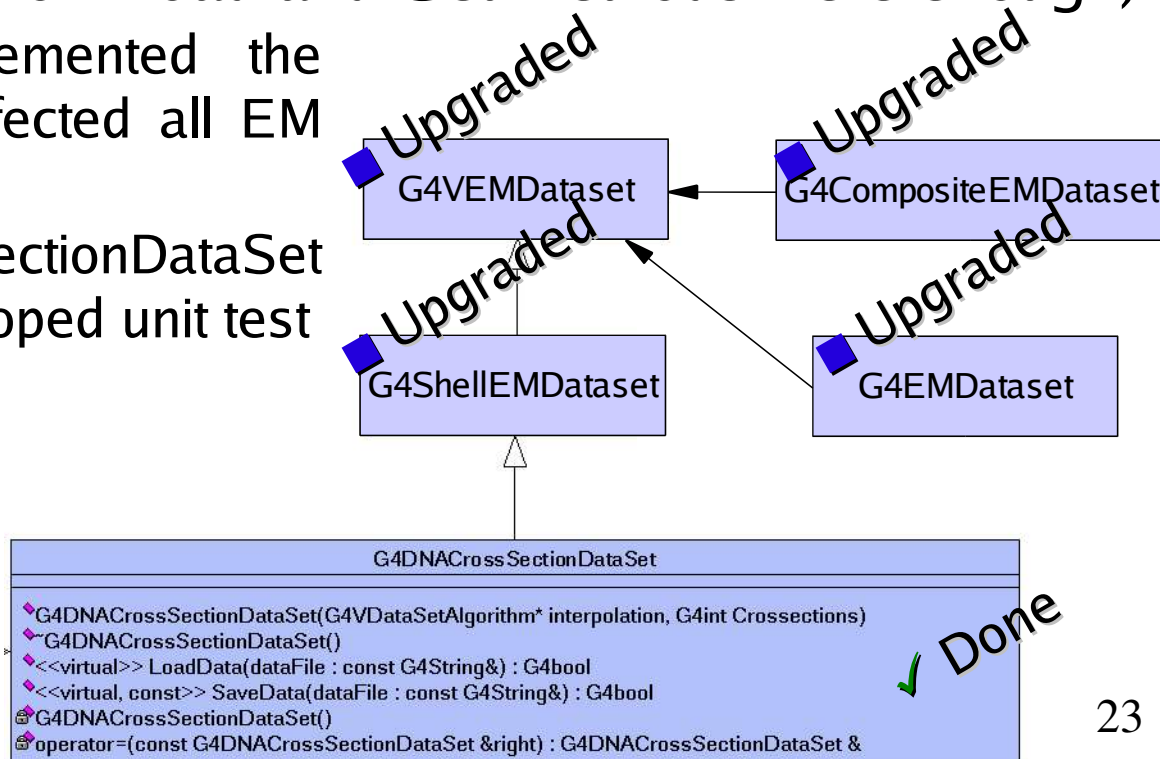 emented the
fected all EM
ectionDataSet
oped unit test
Upgraded
G4VEMDataset
Upgraded
G4CompositeEMDataset
Upgraded
G4ShellEMDataset
Upgraded
G4EMDataset
G4DNACrossSectionDataSet
G4DNACrossSectionDataSet(G4VDataSetAlgorithm* interpolation, G4int Crossections)
~G4DNACrossSectionDataSet()
<<virtual>> LoadData(dataFile : const G4String&) : G4bool
<<virtual, const>> SaveData(dataFile : const G4String&) : G4bool
G4DNACrossSectionDataSet()
operator=(const G4DNACrossSectionDataSet &right) : G4DNACrossSectionDataSet &
Done
23